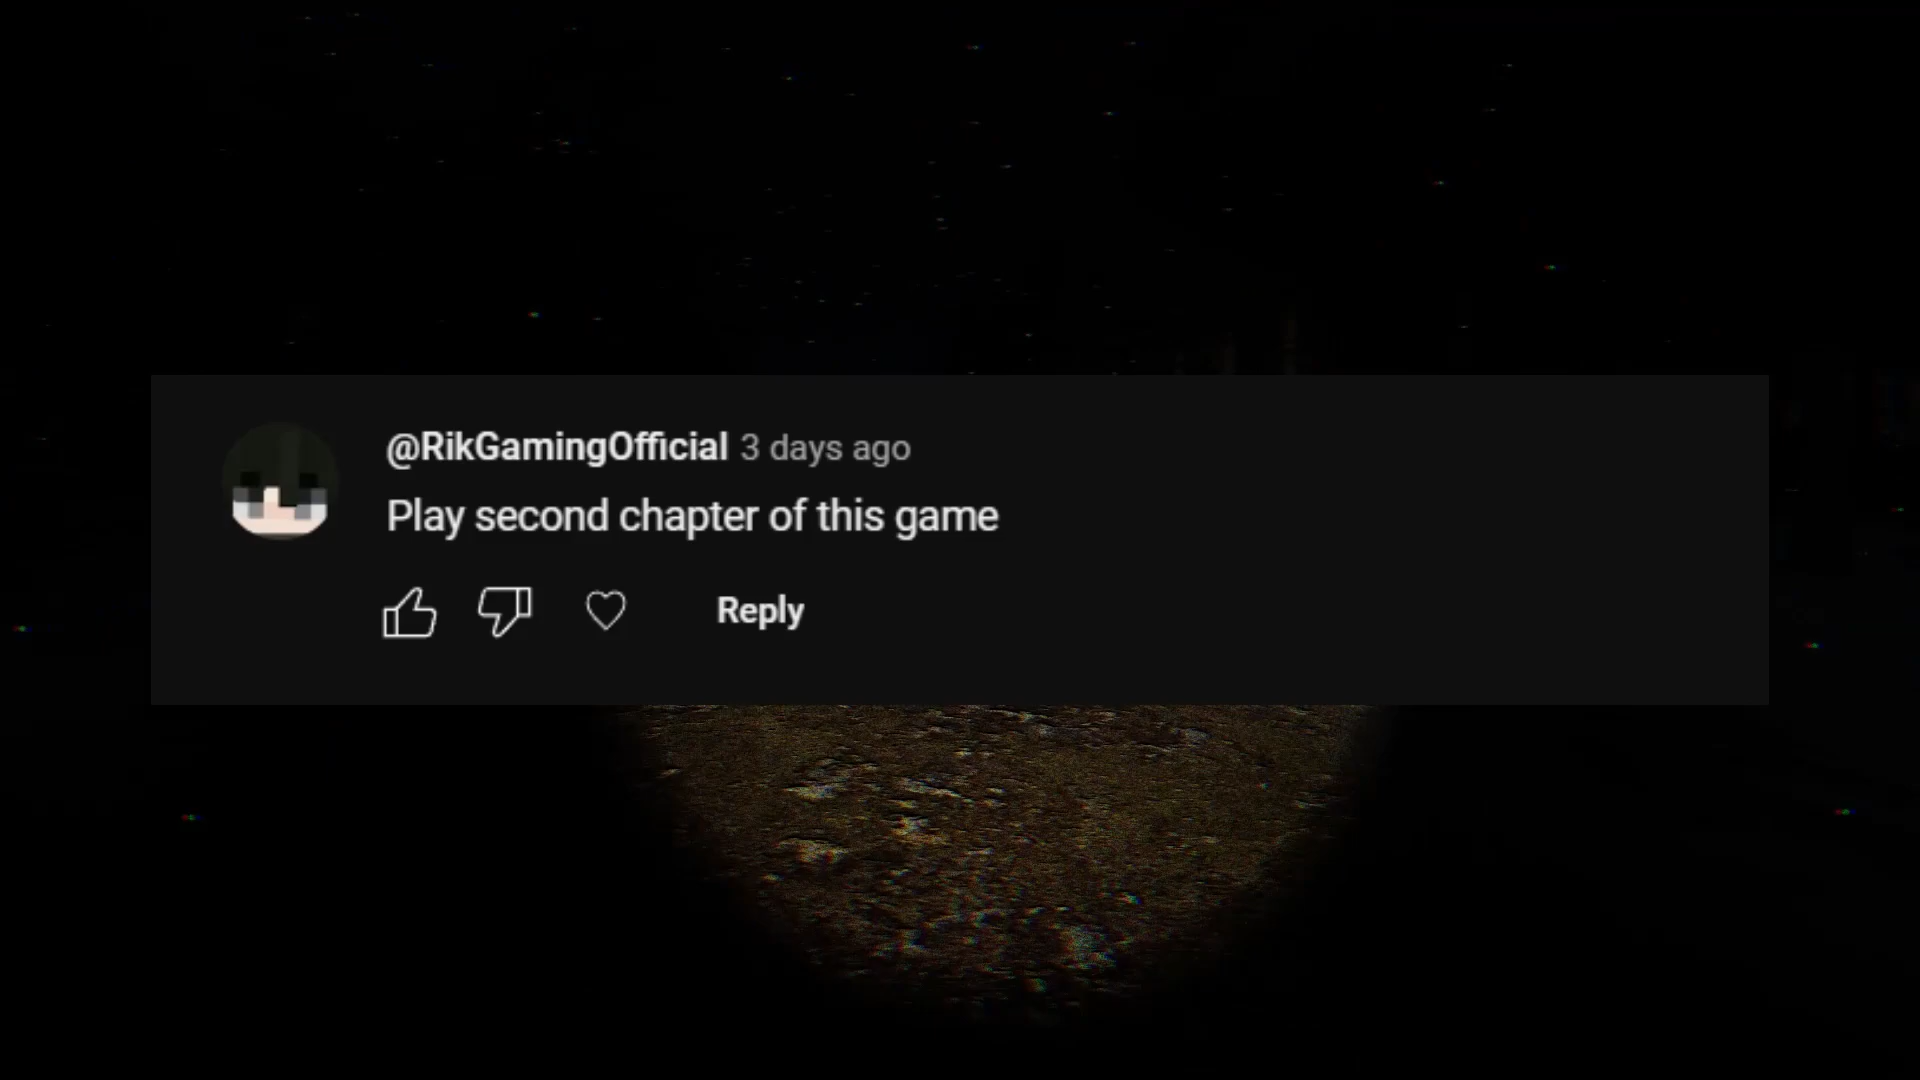 @RikGamingOfficial 3 days ago
Play second chapter of this game
Reply